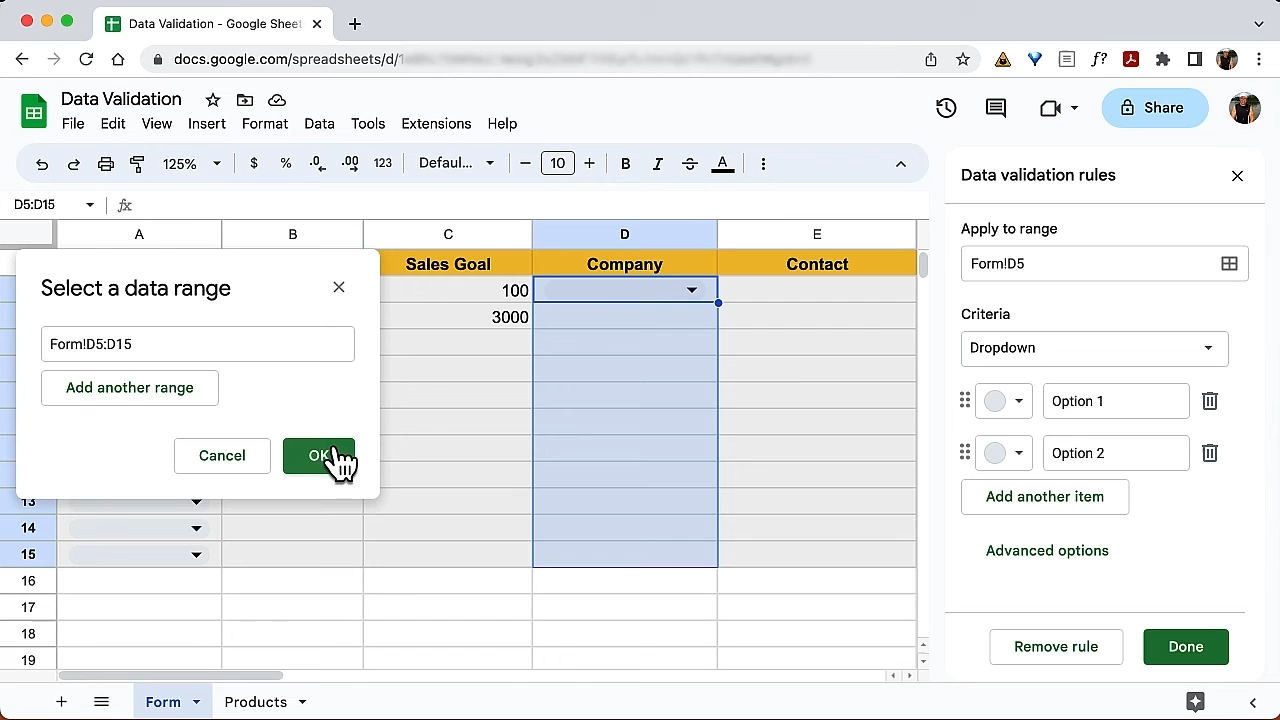 Data Validation - Google Sheet
docs.google.com/spreadsheets/d/1
Data Validation
File Edit View Insert Format Data Tools Extensions Help
Share
125% $ % .0 .00 123 Defaul... 10 B I S A
D5:D15 fx
A B C D E
Sales Goal Company Contact
100
3000
13
14
15
16
17
18
19
Select a data range
Form!D5:D15
Add another range
Cancel OK
Data validation rules
Apply to range
Form!D5
Criteria
Dropdown
Option 1
Option 2
Add another item
Advanced options
Remove rule Done
Form Products